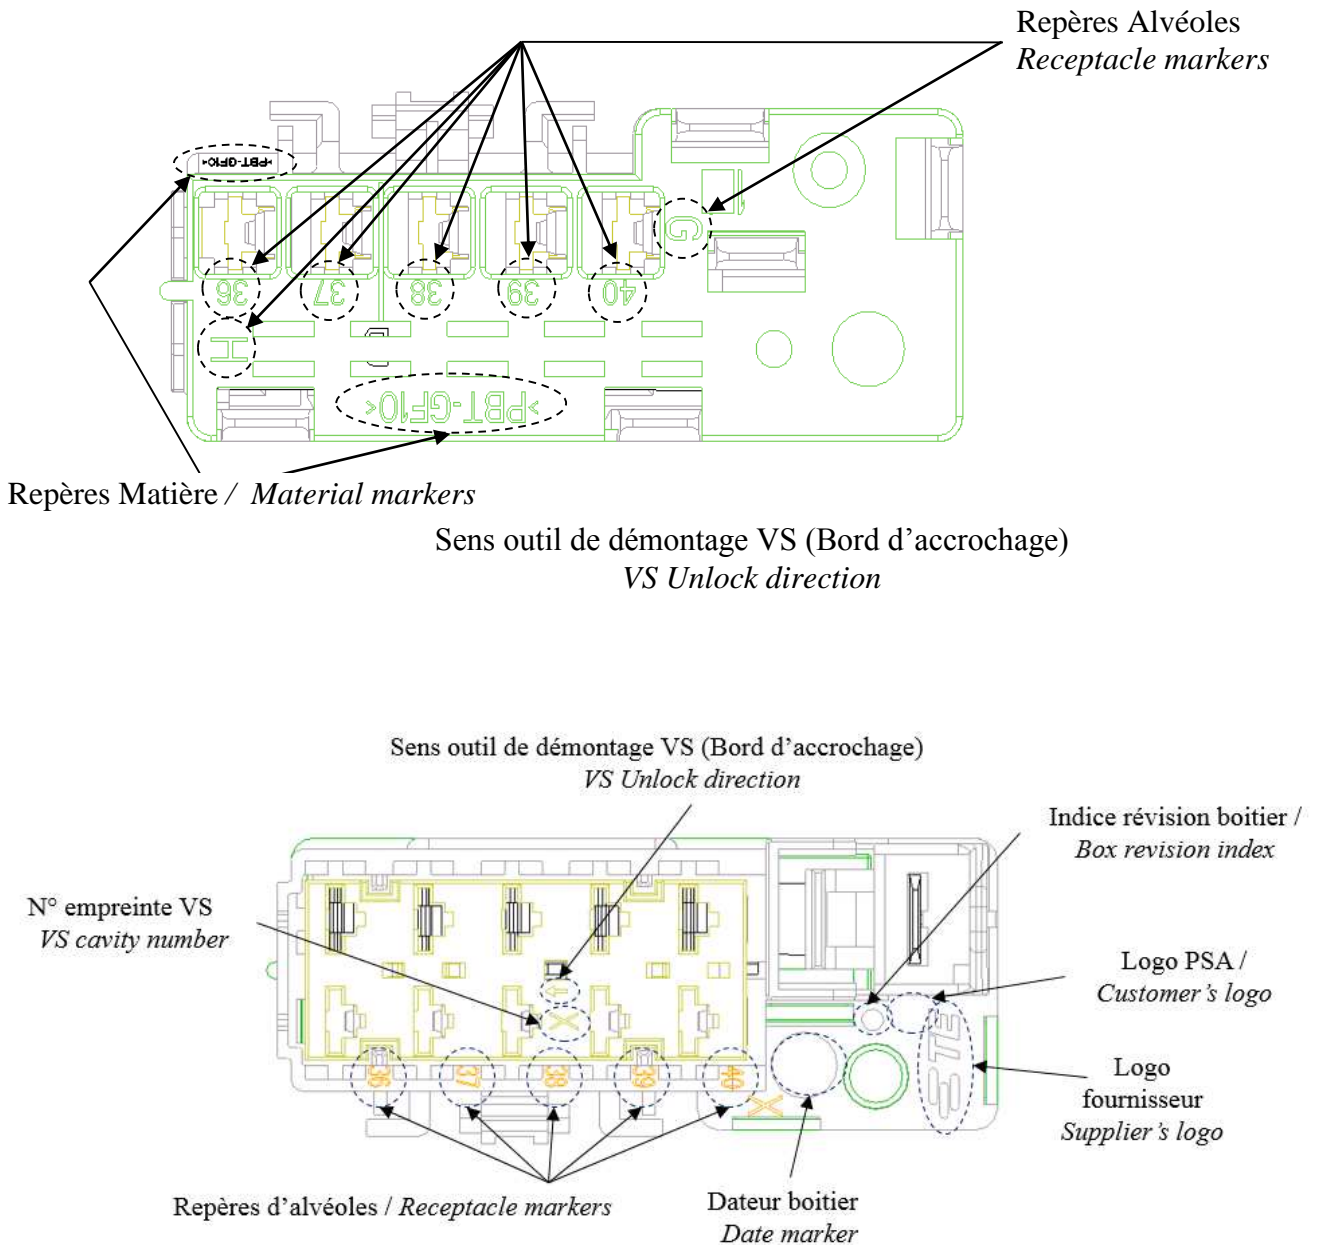 Repères Alvéoles
Receptacle markers
>PBT-GF10<
G
36 37 38 39 40
H
>PBT-GF10<
Repères Matière / Material markers
Sens outil de démontage VS (Bord d’accrochage)
VS Unlock direction
Sens outil de démontage VS (Bord d’accrochage)
VS Unlock direction
Indice révision boitier /
Box revision index
N° empreinte VS
VS cavity number
Logo PSA /
Customer’s logo
X
36 37 38 39 40
X
Logo
fournisseur
Supplier’s logo
Repères d’alvéoles / Receptacle markers
Dateur boitier
Date marker